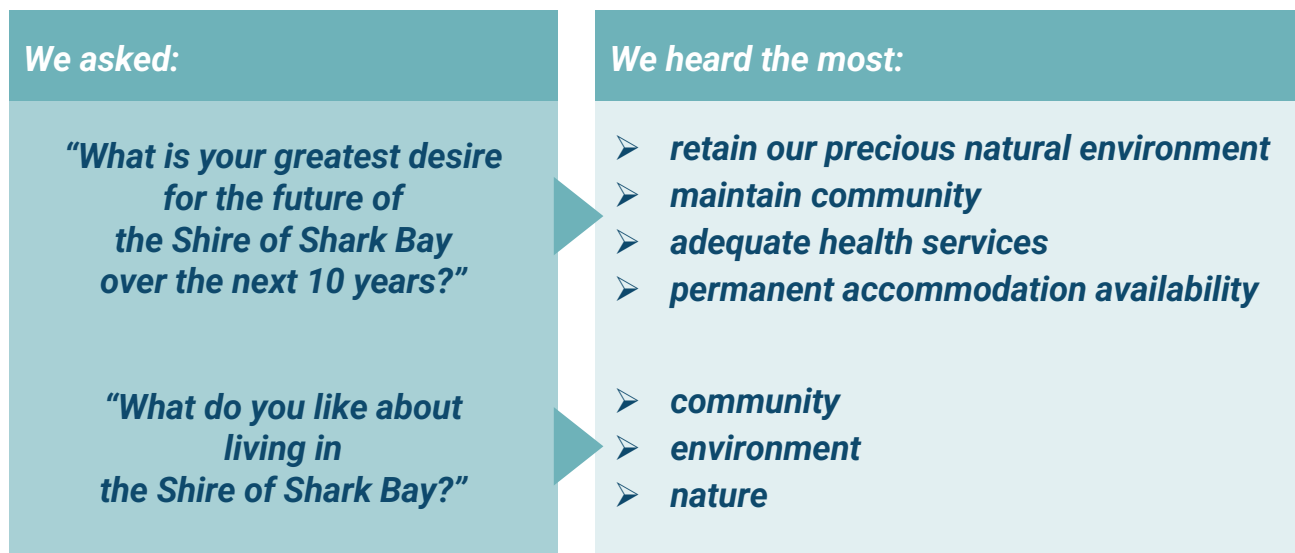 We asked:
“What is your greatest desire
for the future of
the Shire of Shark Bay
over the next 10 years?”
“What do you like about
living in
the Shire of Shark Bay?”
We heard the most:
➢ retain our precious natural environment
➢ maintain community
➢ adequate health services
➢ permanent accommodation availability
➢ community
➢ environment
➢ nature